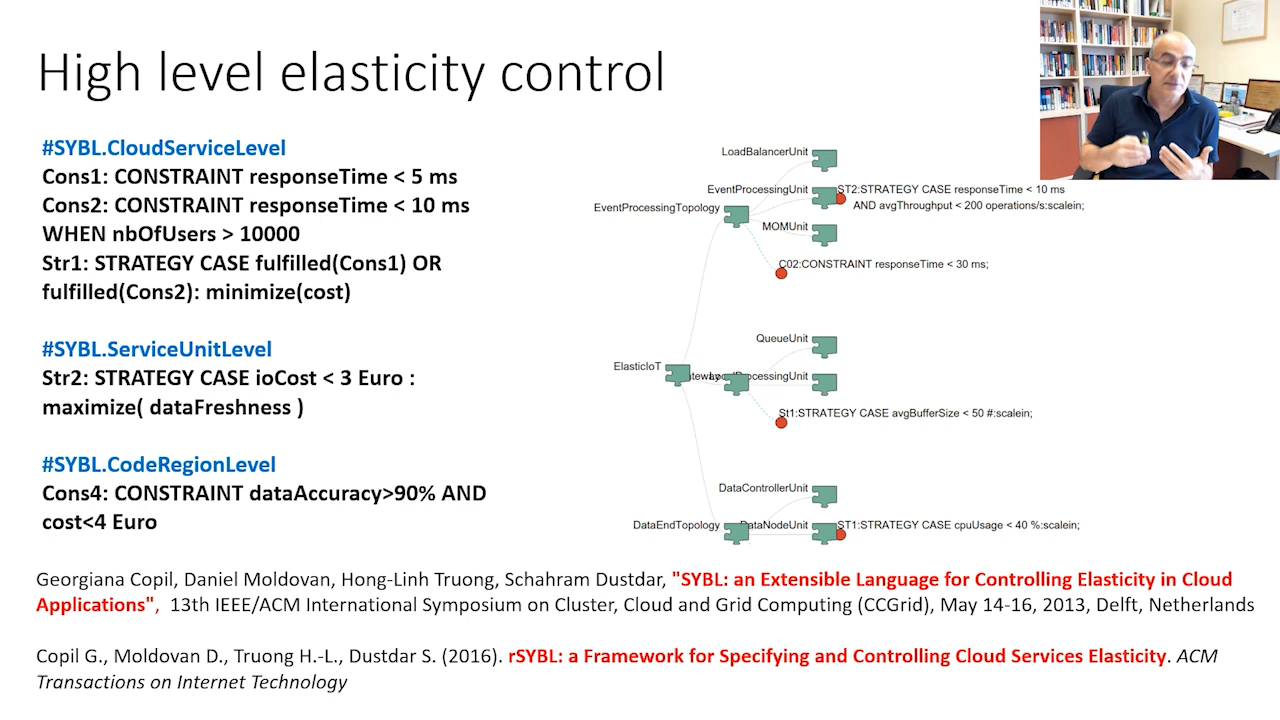 High level elasticity control
#SYBL.CloudServiceLevel
Cons1: CONSTRAINT responseTime < 5 ms
Cons2: CONSTRAINT responseTime < 10 ms
WHEN nbOfUsers > 10000
Str1: STRATEGY CASE fulfilled(Cons1) OR
fulfilled(Cons2): minimize(cost)
#SYBL.ServiceUnitLevel
Str2: STRATEGY CASE ioCost < 3 Euro :
maximize( dataFreshness )
#SYBL.CodeRegionLevel
Cons4: CONSTRAINT dataAccuracy>90% AND
cost<4 Euro
LoadBalancerUnit
EventProcessingUnit
ST2:STRATEGY CASE responseTime < 10 ms
AND avgThroughput < 200 operations/s:scalein;
EventProcessingTopology
MOMUnit
C02:CONSTRAINT responseTime < 30 ms;
QueueUnit
ElasticIoT
St1:STRATEGY CASE avgBufferSize < 50 #:scalein;
DataControllerUnit
DataEndTopology
DataNodeUnit
ST1:STRATEGY CASE cpuUsage < 40 %:scalein;
Georgiana Copil, Daniel Moldovan, Hong-Linh Truong, Schahram Dustdar, "SYBL: an Extensible Language for Controlling Elasticity in Cloud
Applications", 13th IEEE/ACM International Symposium on Cluster, Cloud and Grid Computing (CCGrid), May 14-16, 2013, Delft, Netherlands
Copil G., Moldovan D., Truong H.-L., Dustdar S. (2016). rSYBL: a Framework for Specifying and Controlling Cloud Services Elasticity. ACM
Transactions on Internet Technology